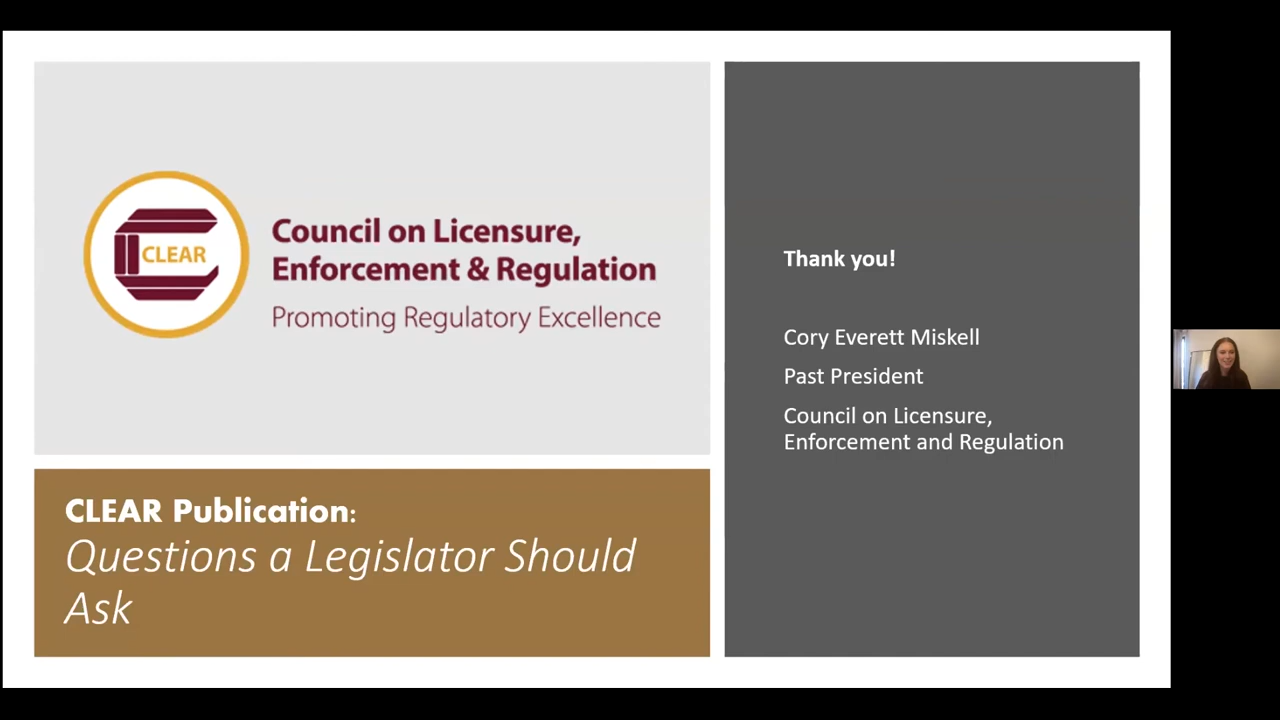 CLEAR
Council on Licensure,
Enforcement & Regulation
Promoting Regulatory Excellence
CLEAR Publication:
Questions a Legislator Should
Ask
Thank you!
Cory Everett Miskell
Past President
Council on Licensure,
Enforcement and Regulation